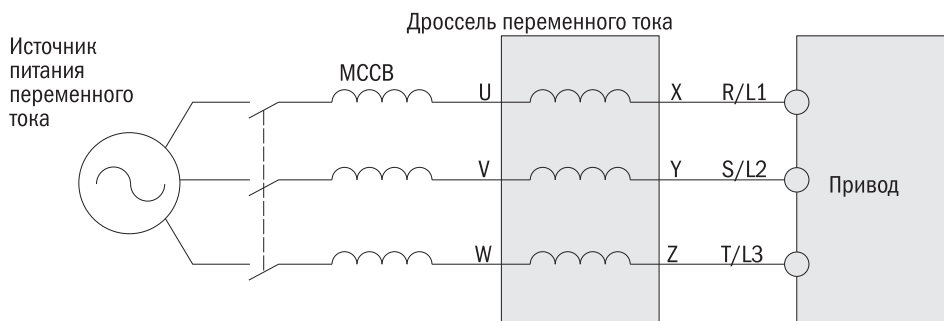 Дроссель переменного тока
Источник
питания
переменного
тока
MCCB
U
X
R/L1
V
Y
S/L2
Привод
W
Z
T/L3